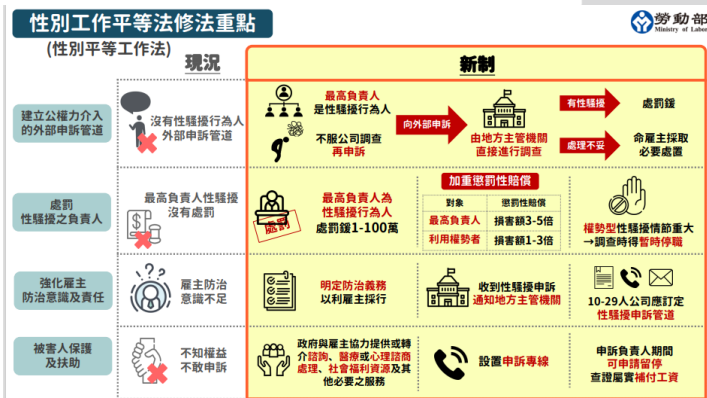 性別工作平等法修法重點
(性別平等工作法)
勞動部
Ministry of Labor
現況
新制
建立公權力介入
的外部申訴管道
沒有性騷擾行為人
外部申訴管道
最高負責人
是性騷擾行為人
不服公司調查
再申訴
向外部申訴
由地方主管機關
直接進行調查
有性騷擾
處罰鍰
處理不妥
命雇主採取
必要處置
處罰
性騷擾之負責人
最高負責人性騷擾
沒有處罰
處罰
最高負責人為
性騷擾行為人
處罰鍰1-100萬
加重懲罰性賠償
對象 懲罰性賠償
最高負責人 損害額3-5倍
利用權勢者 損害額1-3倍
權勢型性騷擾情節重大
→調查時得暫時停職
強化雇主
防治意識及責任
雇主防治
意識不足
明定防治義務
以利雇主採行
收到性騷擾申訴
通知地方主管機關
10-29人公司應訂定
性騷擾申訴管道
被害人保護
及扶助
不知權益
不敢申訴
政府與雇主協力提供或轉
介諮詢、醫療或心理諮商
處理、社會福利資源及其
他必要之服務
設置申訴專線
申訴負責人期間
可申請留停
查證屬實補付工資